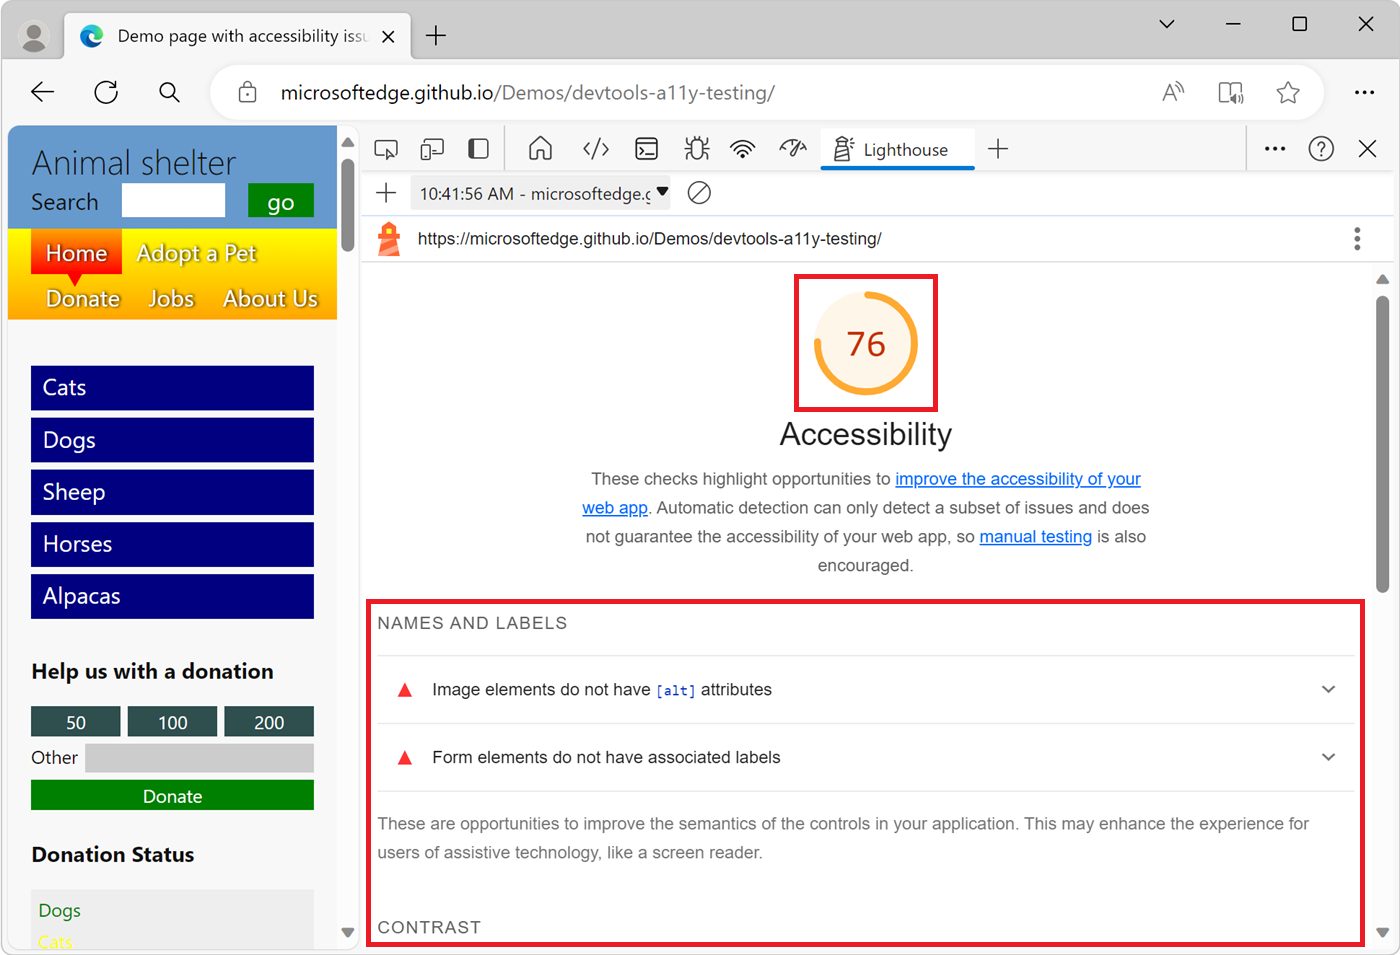 Demo page with accessibility iss
microsoftedge.github.io/Demos/devtools-a11y-testing/
Animal shelter
Search
go
Home
Adopt a Pet
Donate
Jobs
About Us
Cats
Dogs
Sheep
Horses
Alpacas
Help us with a donation
50
100
200
Other
Donate
Donation Status
Dogs
Cats
Lighthouse
10:41:56 AM - microsoftedge.g
https://microsoftedge.github.io/Demos/devtools-a11y-testing/
76
Accessibility
These checks highlight opportunities to improve the accessibility of your
web app. Automatic detection can only detect a subset of issues and does
not guarantee the accessibility of your web app, so manual testing is also
encouraged.
NAMES AND LABELS
Image elements do not have [alt] attributes
Form elements do not have associated labels
These are opportunities to improve the semantics of the controls in your application. This may enhance the experience for
users of assistive technology, like a screen reader.
CONTRAST